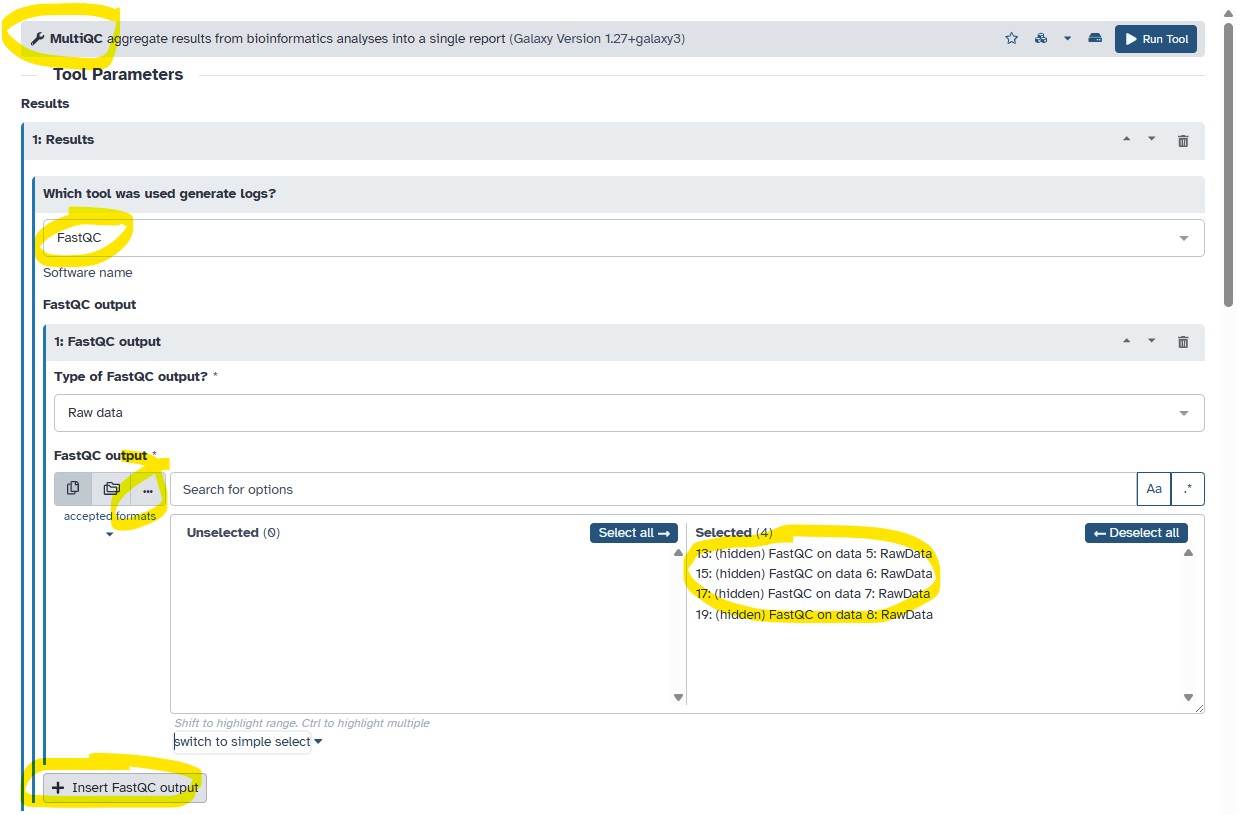 MultiQC aggregate results from bioinformatics analyses into a single report (Galaxy Version 1.27+galaxy3) Run Tool
Tool Parameters
Results
1: Results
Which tool was used generate logs?
FastQC
Software name
FastQC output
1: FastQC output
Type of FastQC output? *
Raw data
FastQC output *
... Search for options Aa .*
accepted formats
Unselected (0) Select all → Selected (4) ← Deselect all
13: (hidden) FastQC on data 5: RawData
15: (hidden) FastQC on data 6: RawData
17: (hidden) FastQC on data 7: RawData
19: (hidden) FastQC on data 8: RawData
Shift to highlight range. Ctrl to highlight multiple
switch to simple select
+ Insert FastQC output